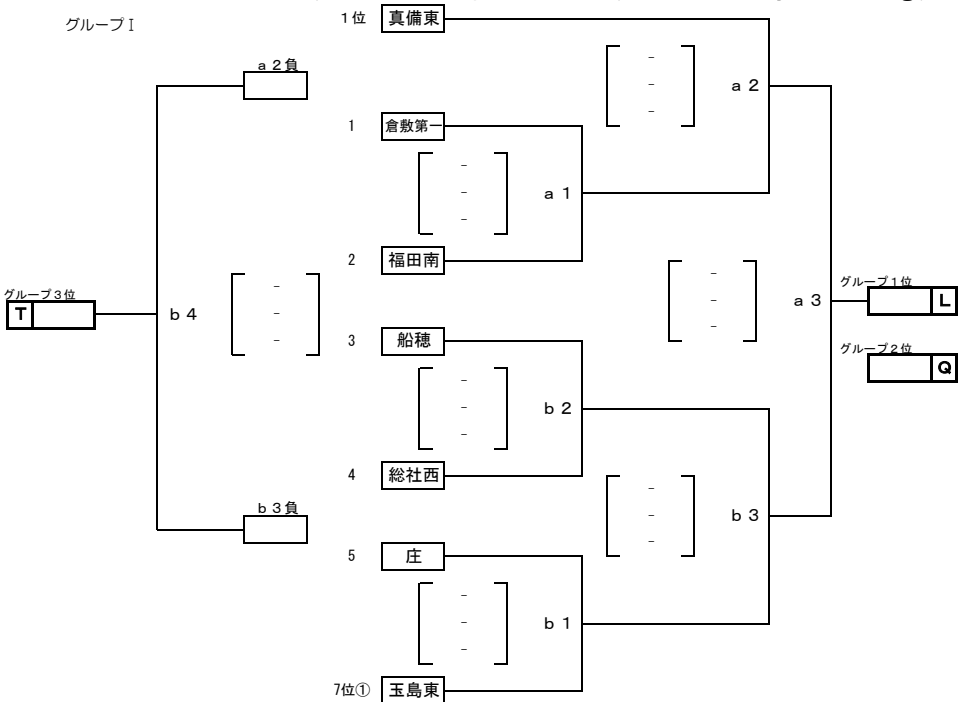 グループⅠ
1位 真備東
a2負
a2
- - -
1 倉敷第一
a1
- - -
2 福田南
グループ3位
T
b4
- - -
a3
- - -
グループ1位
L
グループ2位
Q
3 船穂
b2
- - -
4 総社西
b3負
b3
- - -
5 庄
b1
- - -
7位① 玉島東